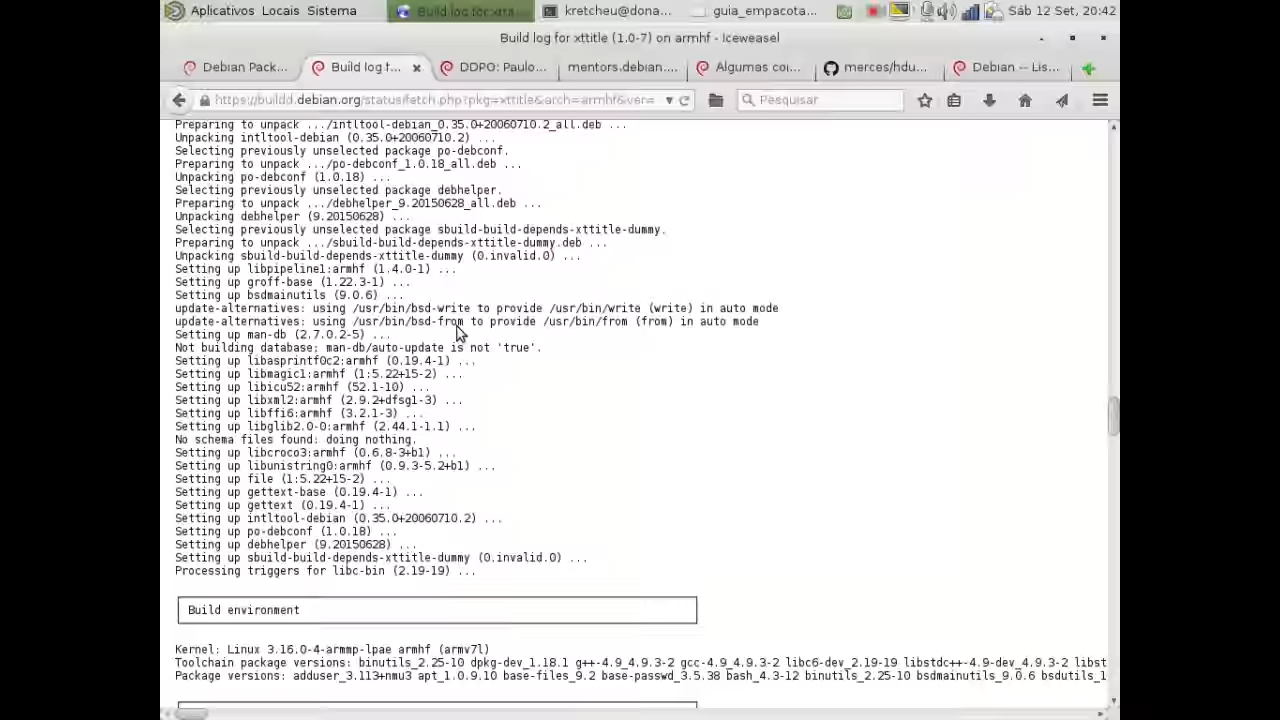 Aplicativos Locais Sistema
Build log for xtti...
kretcheu@dona...
guia_empacota...
Sáb 12 Set, 20:42
Build log for xttitle (1.0-7) on armhf - Iceweasel
Debian Pack...
Build log f...
DDPO: Paulo...
mentors.debian....
Algumas coi...
merces/hdu...
Debian -- Lis...
https://buildd.debian.org/status/fetch.php?pkg=xttitle&arch=armhf&ver=
Pesquisar
Preparing to unpack .../intltool-debian_0.35.0+20060710.2_all.deb ...
Unpacking intltool-debian (0.35.0+20060710.2) ...
Selecting previously unselected package po-debconf.
Preparing to unpack .../po-debconf_1.0.18_all.deb ...
Unpacking po-debconf (1.0.18) ...
Selecting previously unselected package debhelper.
Preparing to unpack .../debhelper_9.20150628_all.deb ...
Unpacking debhelper (9.20150628) ...
Selecting previously unselected package sbuild-build-depends-xttitle-dummy.
Preparing to unpack .../sbuild-build-depends-xttitle-dummy.deb ...
Unpacking sbuild-build-depends-xttitle-dummy (0.invalid.0) ...
Setting up libpipeline1:armhf (1.4.0-1) ...
Setting up groff-base (1.22.3-1) ...
Setting up bsdmainutils (9.0.6) ...
update-alternatives: using /usr/bin/bsd-write to provide /usr/bin/write (write) in auto mode
update-alternatives: using /usr/bin/bsd-from to provide /usr/bin/from (from) in auto mode
Setting up man-db (2.7.0.2-5) ...
Not building database; man-db/auto-update is not 'true'.
Setting up libasprintf0c2:armhf (0.19.4-1) ...
Setting up libmagic1:armhf (1:5.22+15-2) ...
Setting up libicu52:armhf (52.1-10) ...
Setting up libxml2:armhf (2.9.2+dfsg1-3) ...
Setting up libffi6:armhf (3.2.1-3) ...
Setting up libglib2.0-0:armhf (2.44.1-1.1) ...
No schema files found: doing nothing.
Setting up libcroco3:armhf (0.6.8-3+b1) ...
Setting up libunistring0:armhf (0.9.3-5.2+b1) ...
Setting up file (1:5.22+15-2) ...
Setting up gettext-base (0.19.4-1) ...
Setting up gettext (0.19.4-1) ...
Setting up intltool-debian (0.35.0+20060710.2) ...
Setting up po-debconf (1.0.18) ...
Setting up debhelper (9.20150628) ...
Setting up sbuild-build-depends-xttitle-dummy (0.invalid.0) ...
Processing triggers for libc-bin (2.19-19) ...
Build environment
Kernel: Linux 3.16.0-4-armmp-lpae armhf (armv7l)
Toolchain package versions: binutils_2.25-10 dpkg-dev_1.18.1 g++-4.9_4.9.3-2 gcc-4.9_4.9.3-2 libc6-dev_2.19-19 libstdc++-4.9-dev_4.9.3-2 libst
Package versions: adduser_3.113+nmu3 apt_1.0.9.10 base-files_9.2 base-passwd_3.5.38 bash_4.3-12 binutils_2.25-10 bsdmainutils_9.0.6 bsdutils_1